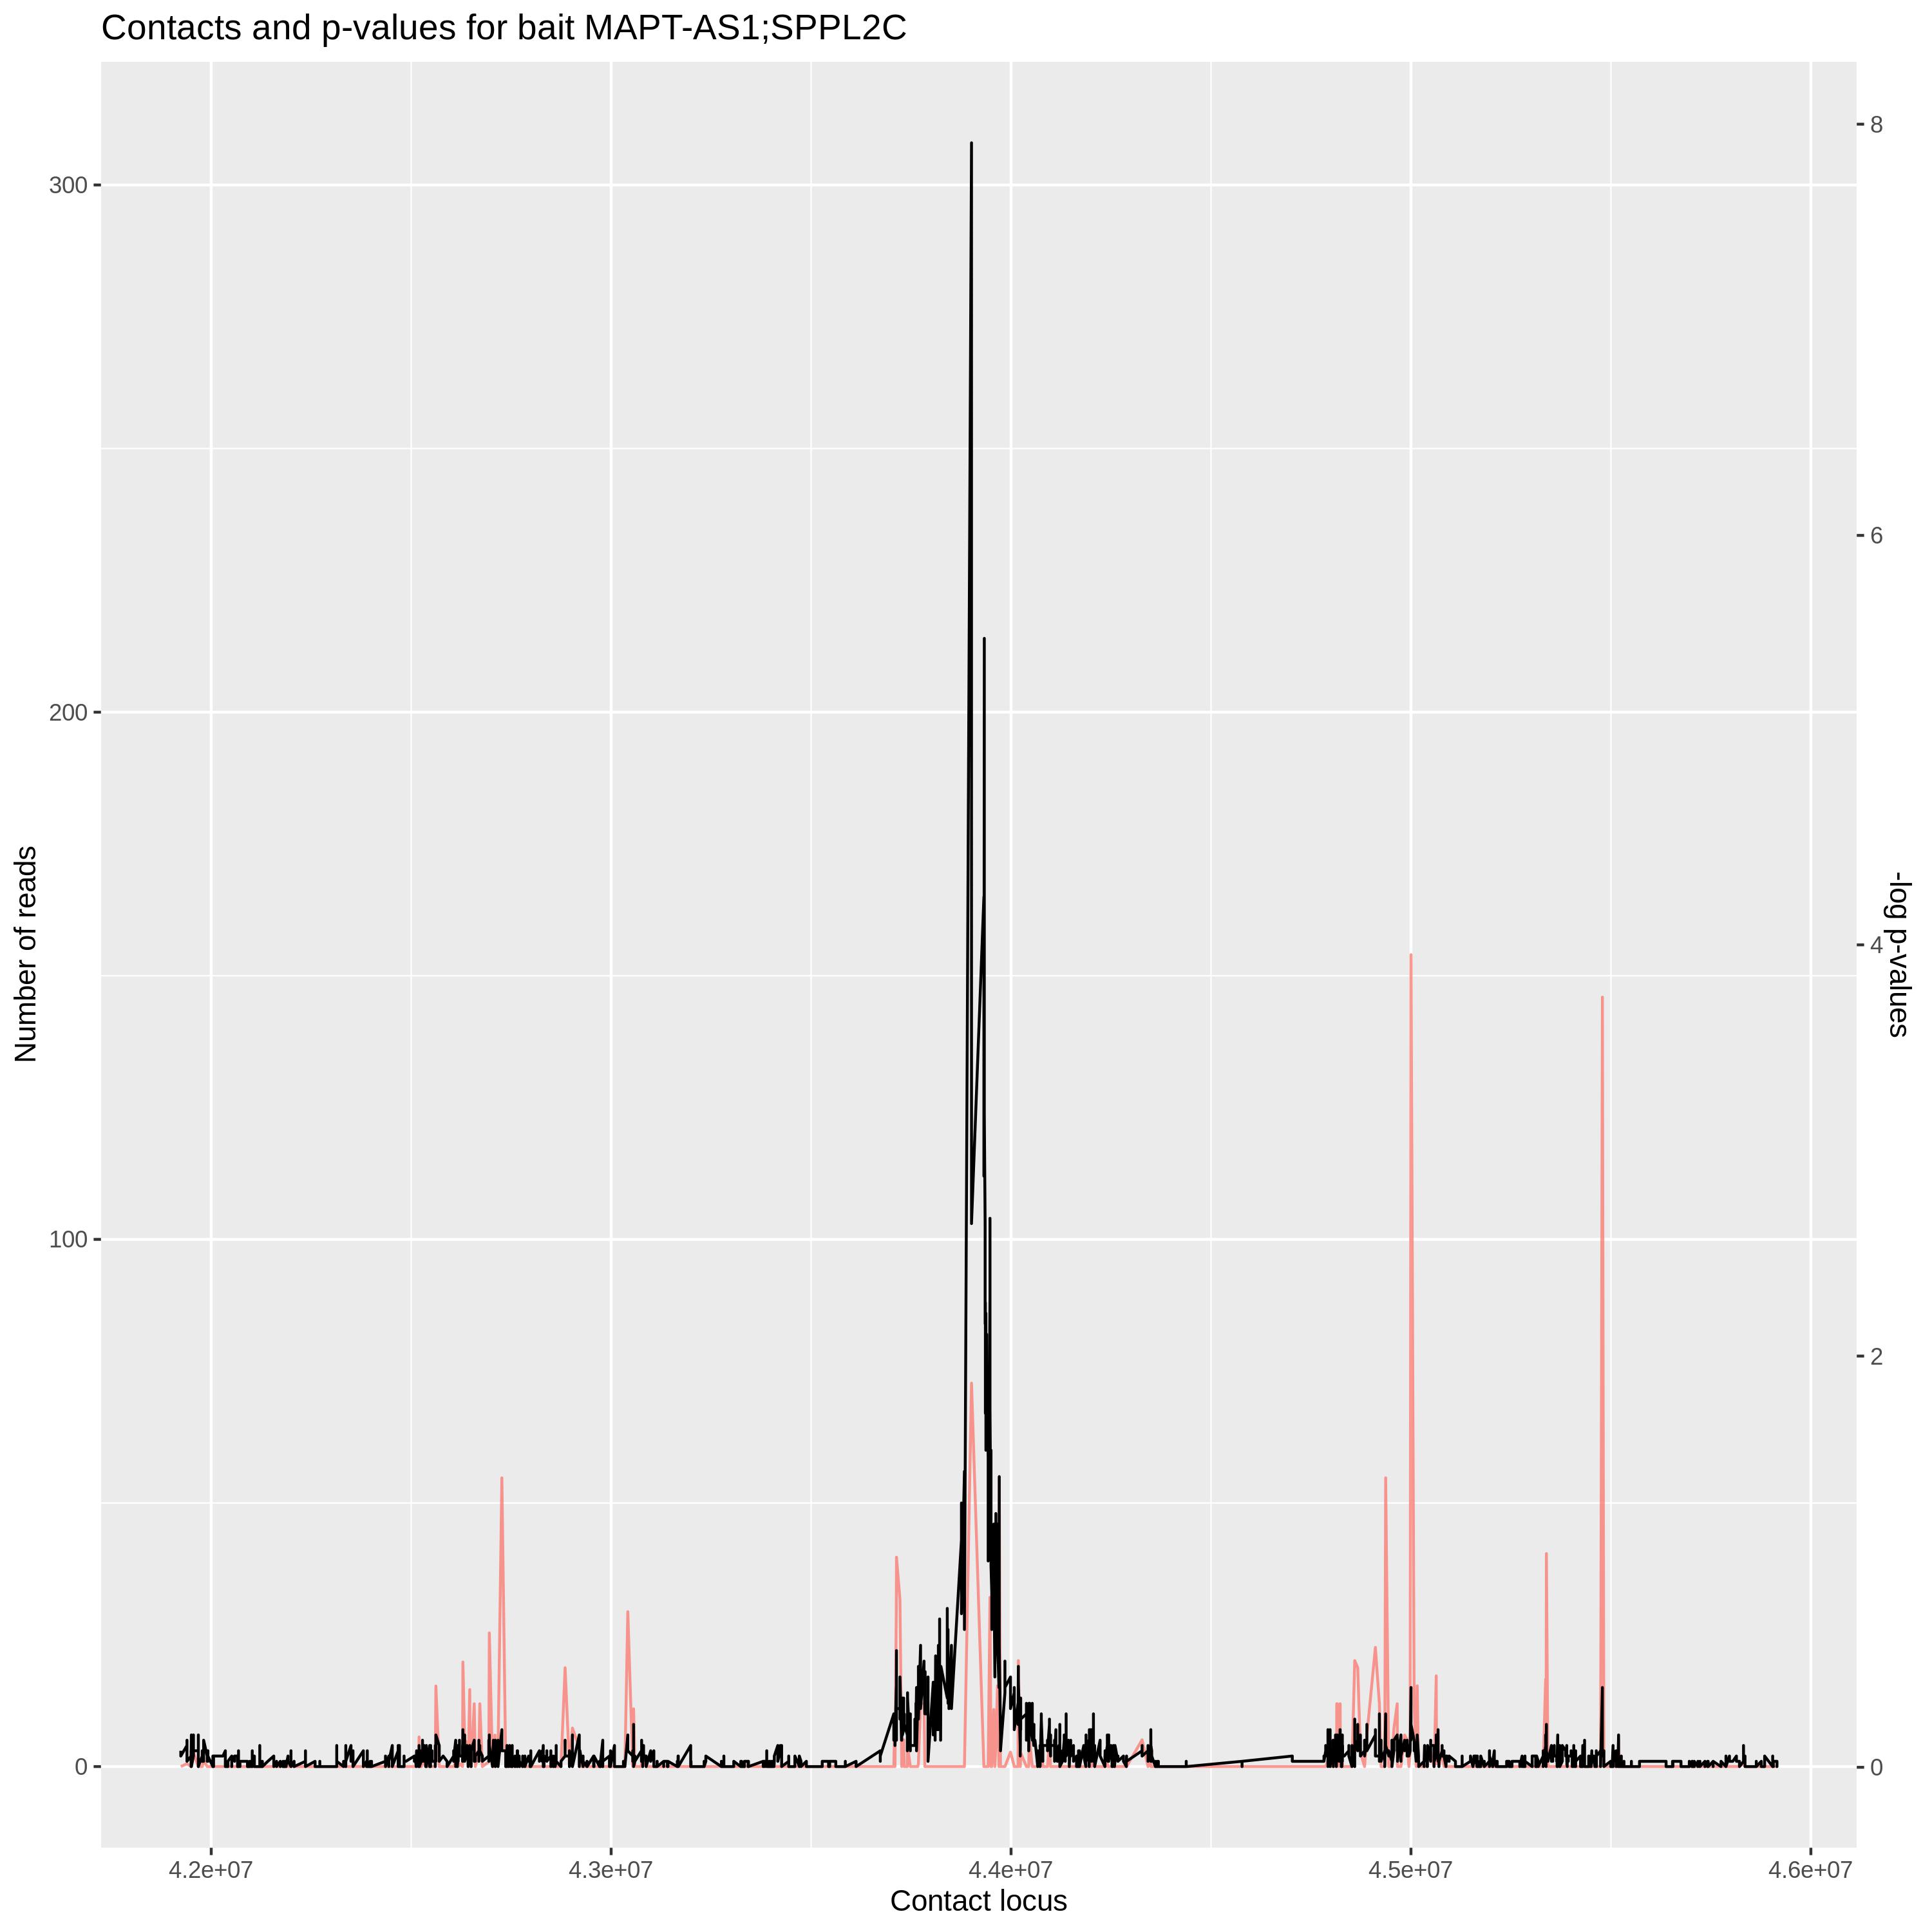 Contacts and p-values for bait MAPT-AS1;SPPL2C
300
200
100
0
Number of reads
8
6
4
2
0
-log p-values
4.2e+07 4.3e+07 4.4e+07 4.5e+07 4.6e+07
Contact locus